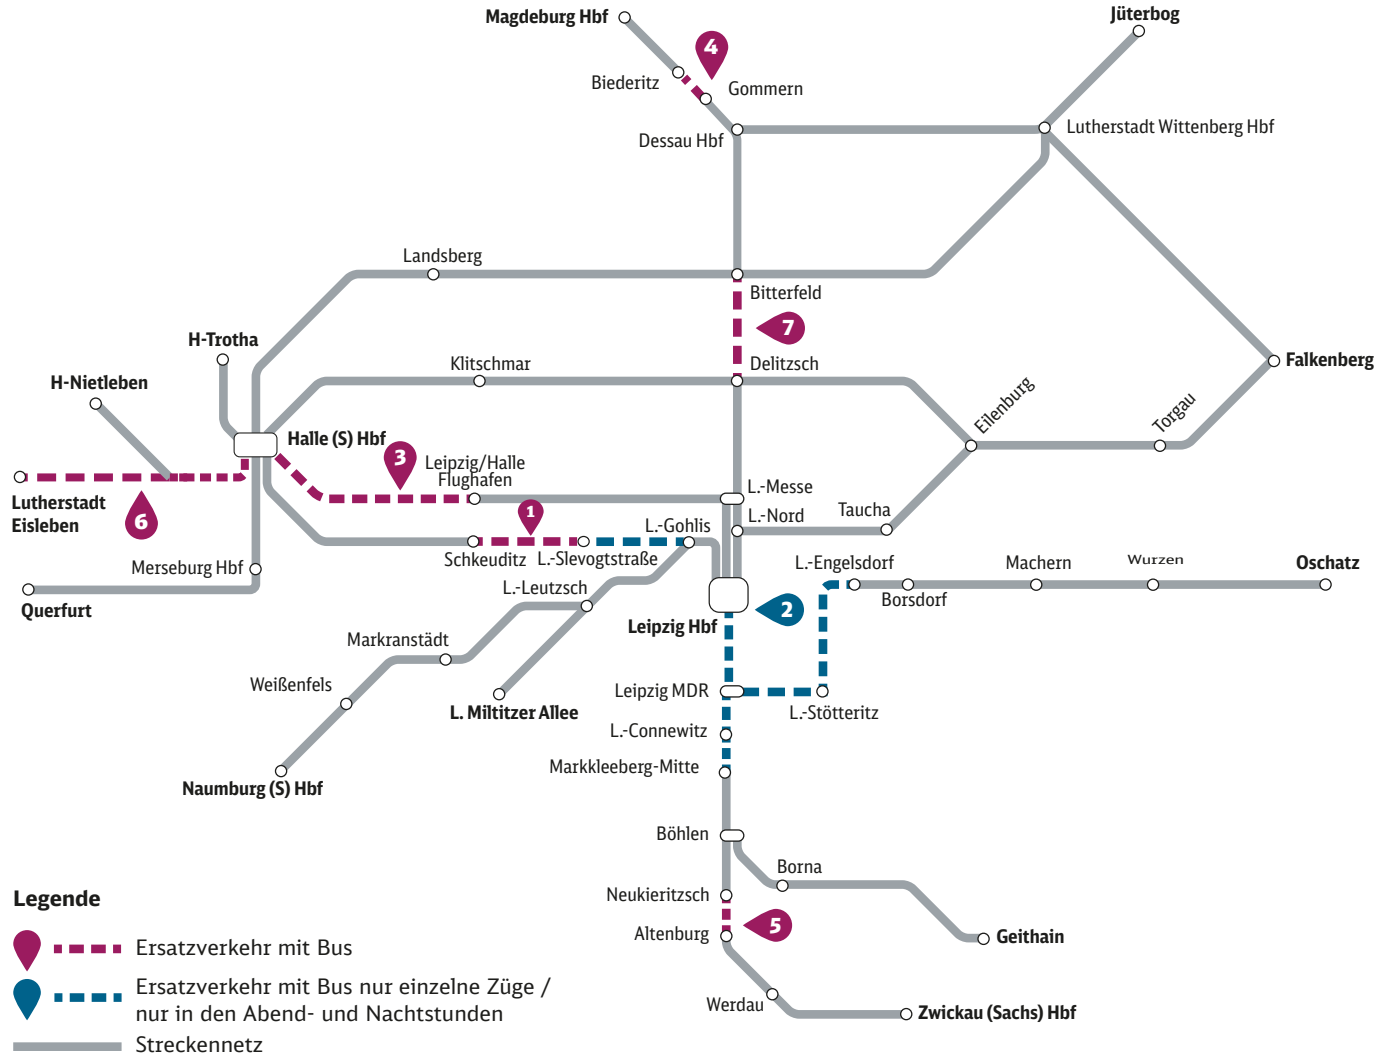 Magdeburg Hbf
Jüterbog
4
Biederitz
Gommern
Dessau Hbf
Lutherstadt Wittenberg Hbf
Landsberg
Bitterfeld
7
H-Trotha
Klitschmar
Delitzsch
Falkenberg
H-Nietleben
Eilenburg
Torgau
Halle (S) Hbf
3
Leipzig/Halle
Flughafen
L.-Messe
Lutherstadt
Eisleben
6
1
L.-Gohlis
L.-Nord
Taucha
Schkeuditz
L.-Slevogtstraße
Merseburg Hbf
L.-Engelsdorf
Machern
Wurzen
Oschatz
Querfurt
L.-Leutzsch
Borsdorf
2
Leipzig Hbf
Markranstädt
Weißenfels
Leipzig MDR
L. Miltitzer Allee
L.-Stötteritz
L.-Connewitz
Markkleeberg-Mitte
Naumburg (S) Hbf
Böhlen
Borna
Neukieritzsch
5
Altenburg
Geithain
Werdau
Zwickau (Sachs) Hbf
Legende
Ersatzverkehr mit Bus
Ersatzverkehr mit Bus nur einzelne Züge /
nur in den Abend- und Nachtstunden
Streckennetz